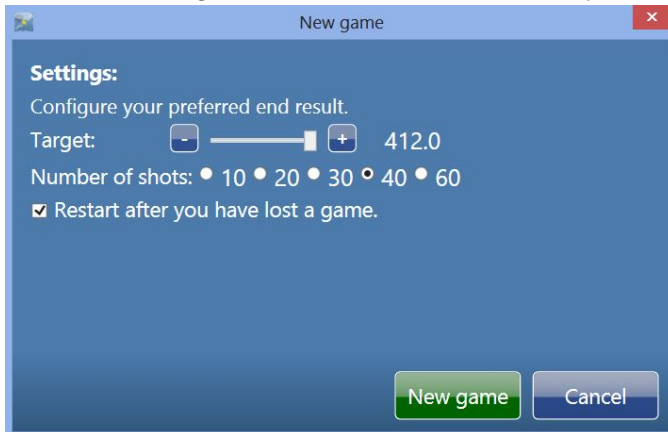 New game
Settings:
Configure your preferred end result.
Target: - + 412.0
Number of shots: 10 20 30 40 60
Restart after you have lost a game.
New game Cancel